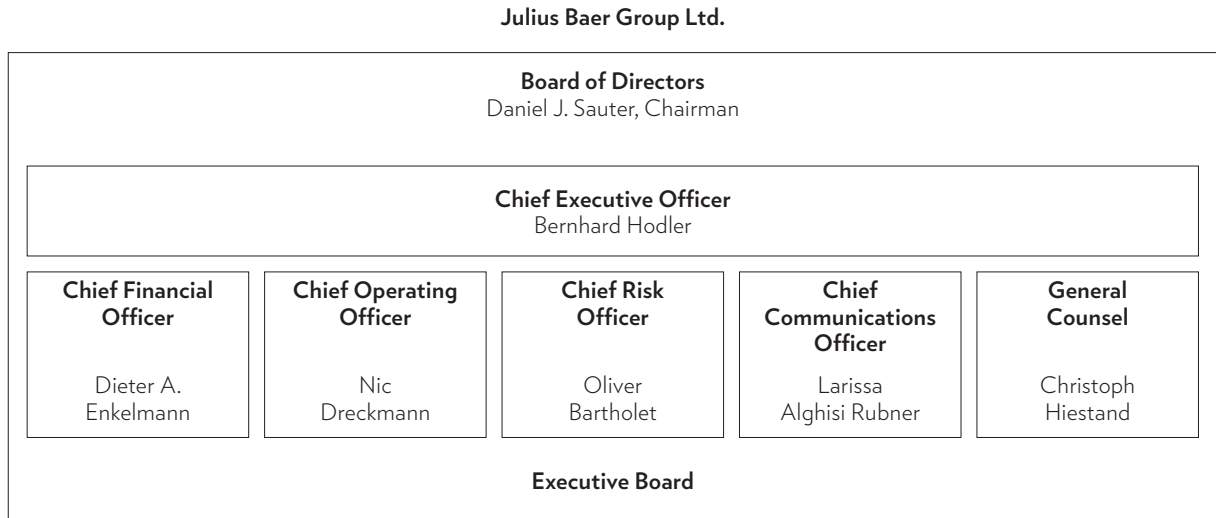 Julius Baer Group Ltd.
Board of Directors
Daniel J. Sauter, Chairman
Chief Executive Officer
Bernhard Hodler
Chief Financial
Officer
Dieter A.
Enkelmann
Chief Operating
Officer
Nic
Dreckmann
Chief Risk
Officer
Oliver
Bartholet
Chief
Communications
Officer
Larissa
Alghisi Rubner
General
Counsel
Christoph
Hiestand
Executive Board